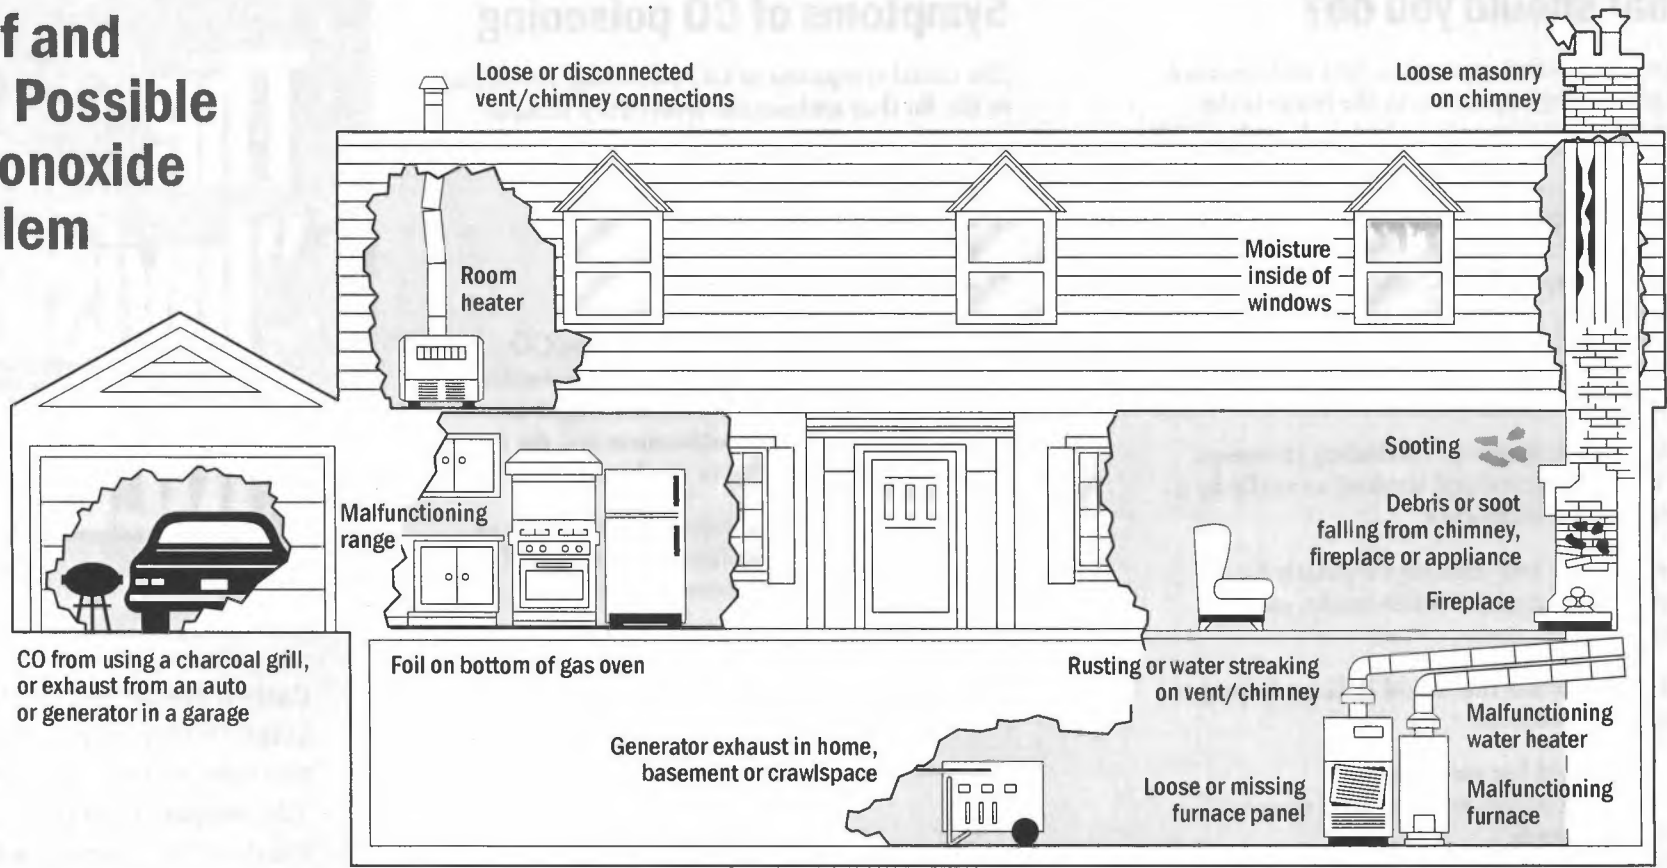 f and
Possible
onoxide
lem
Loose or disconnected
vent/chimney connections
Loose masonry
on chimney
Room
heater
Moisture
inside of
windows
Malfunctioning
range
Sooting
Debris or soot
falling from chimney,
fireplace or appliance
Fireplace
CO from using a charcoal grill,
or exhaust from an auto
or generator in a garage
Foil on bottom of gas oven
Rusting or water streaking
on vent/chimney
Generator exhaust in home,
basement or crawlspace
Malfunctioning
water heater
Loose or missing
furnace panel
Malfunctioning
furnace